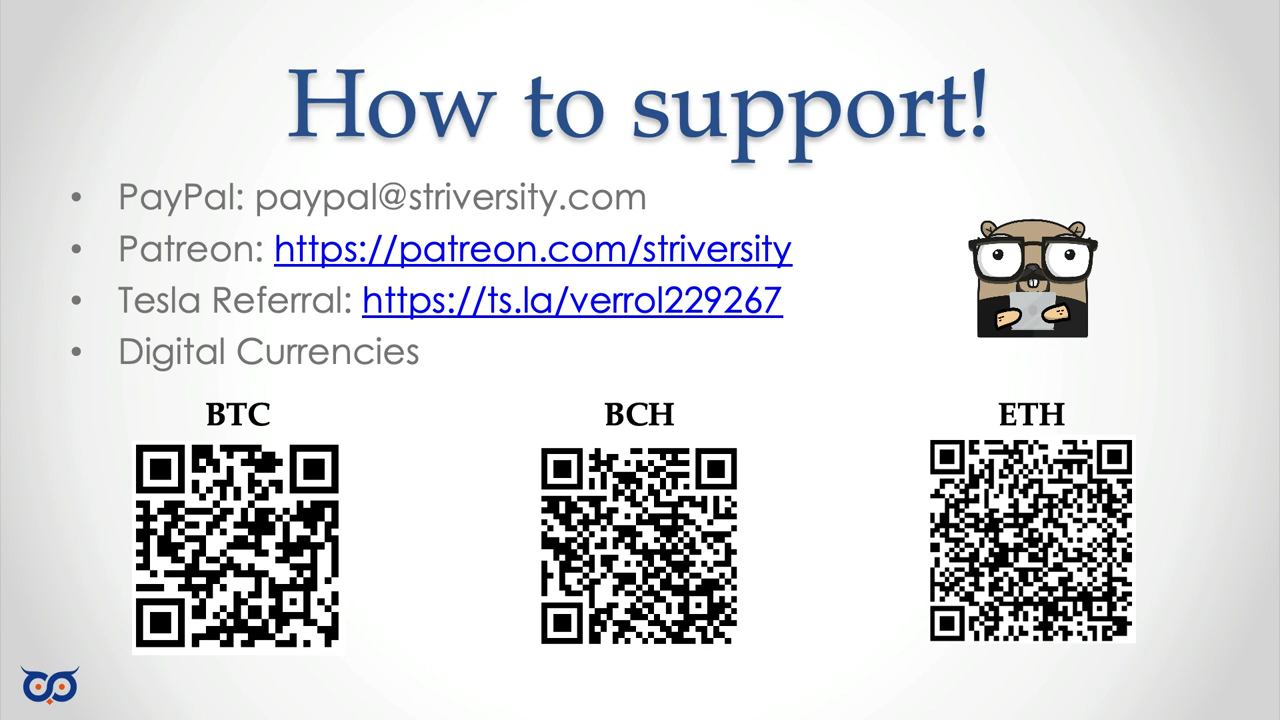 How to support!
• PayPal: paypal@striversity.com
• Patreon: https://patreon.com/striversity
• Tesla Referral: https://ts.la/verrol229267
• Digital Currencies
BTC BCH ETH